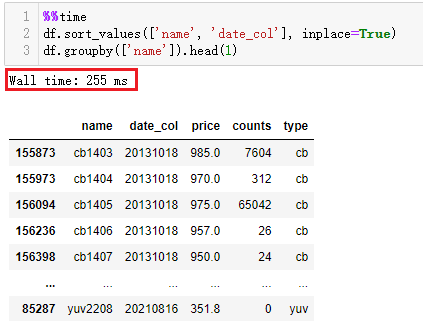 1 %%time
2 df.sort_values(['name', 'date_col'], inplace=True)
3 df.groupby(['name']).head(1)
Wall time: 255 ms
name date_col price counts type
155873 cb1403 20131018 985.0 7604 cb
155973 cb1404 20131018 970.0 312 cb
156094 cb1405 20131018 975.0 65042 cb
156236 cb1406 20131018 957.0 26 cb
156398 cb1407 20131018 950.0 24 cb
... ... ... ... ... ...
85287 yuv2208 20210816 351.8 0 yuv